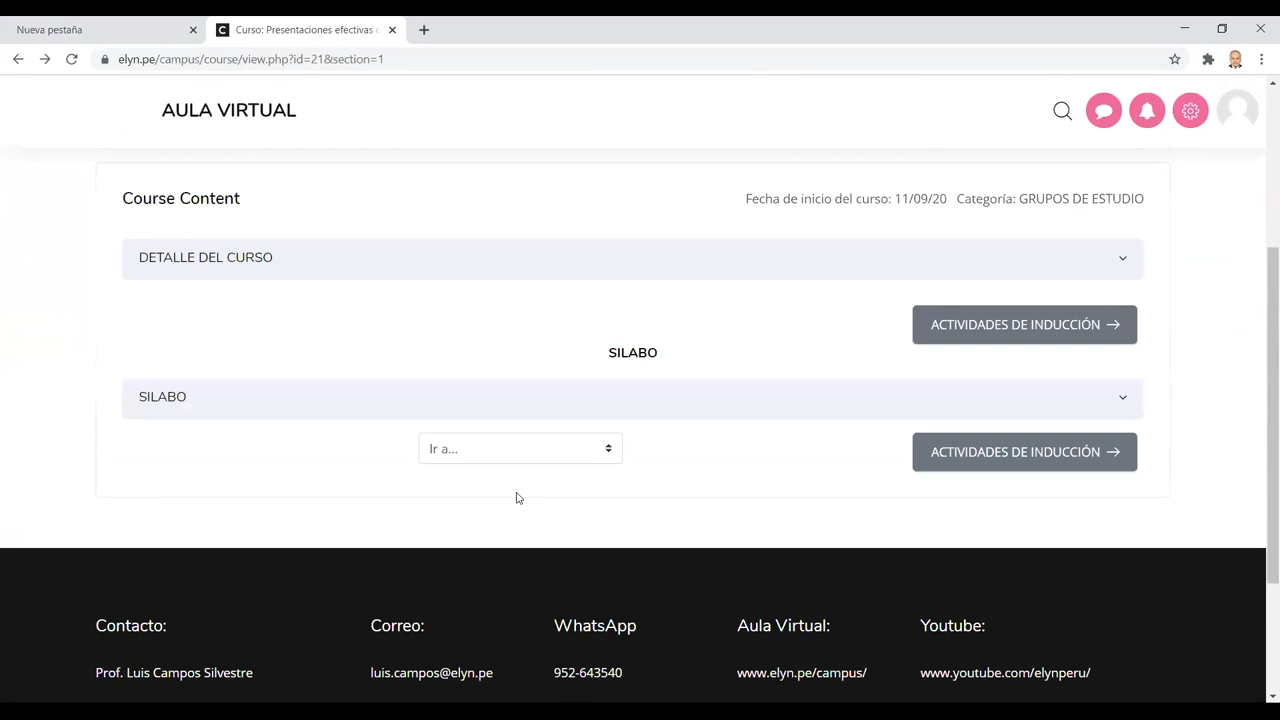 Nueva pestaña
Curso: Presentaciones efectivas
elyn.pe/campus/course/view.php?id=21&section=1
AULA VIRTUAL
Course Content
Fecha de inicio del curso: 11/09/20 Categoría: GRUPOS DE ESTUDIO
DETALLE DEL CURSO
ACTIVIDADES DE INDUCCIÓN →
SILABO
SILABO
Ir a...
ACTIVIDADES DE INDUCCIÓN →
Contacto:
Prof. Luis Campos Silvestre
Correo:
luis.campos@elyn.pe
WhatsApp
952-643540
Aula Virtual:
www.elyn.pe/campus/
Youtube:
www.youtube.com/elynperu/